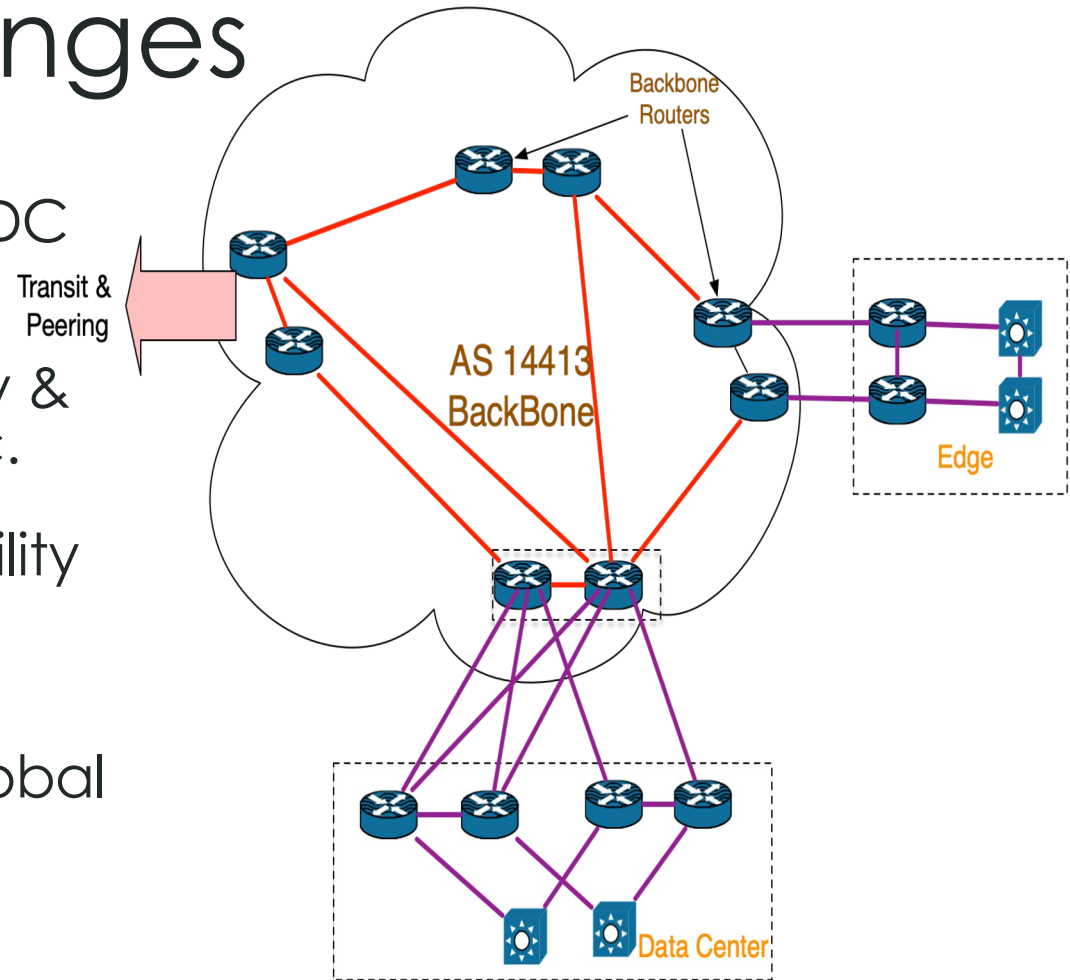 nges
DC
y &
c.
ility
obal
Transit &
Peering
Backbone
Routers
AS 14413
BackBone
Edge
Data Center